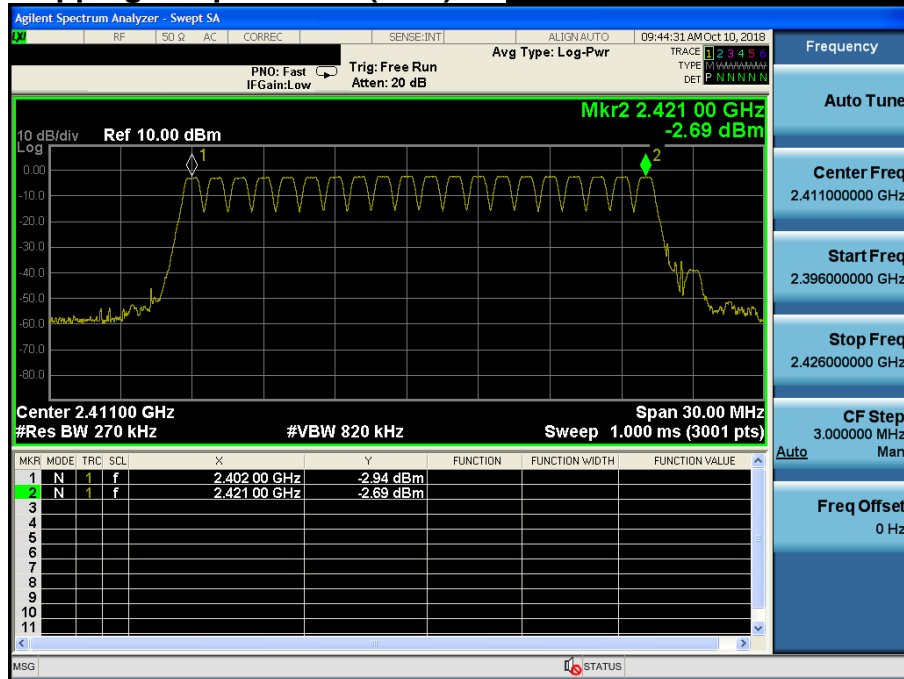 Agilent Spectrum Analyzer - Swept SA
LXI RF 50 Ω AC CORREC SENSE:INT ALIGN AUTO 09:44:31 AM Oct 10, 2018
Frequency
Avg Type: Log-Pwr TRACE 1 2 3 4 5 6
PNO: Fast Trig: Free Run TYPE M WWWWW
IFGain:Low Atten: 20 dB DET P N N N N N
Auto Tune
Mkr2 2.421 00 GHz
10 dB/div Ref 10.00 dBm -2.69 dBm
Log
1
2
0.00
-10.0
-20.0
-30.0
-40.0
-50.0
-60.0
-70.0
-80.0
Center Freq
2.411000000 GHz
Start Freq
2.396000000 GHz
Stop Freq
2.426000000 GHz
Center 2.41100 GHz Span 30.00 MHz
#Res BW 270 kHz #VBW 820 kHz Sweep 1.000 ms (3001 pts)
CF Step
3.000000 MHz
Auto Man
MKR MODE TRC SCL X Y FUNCTION FUNCTION WIDTH FUNCTION VALUE
1 N 1 f 2.402 00 GHz -2.94 dBm
2 N 1 f 2.421 00 GHz -2.69 dBm
3
4
5
6
7
8
9
10
11
Freq Offset
0 Hz
MSG STATUS